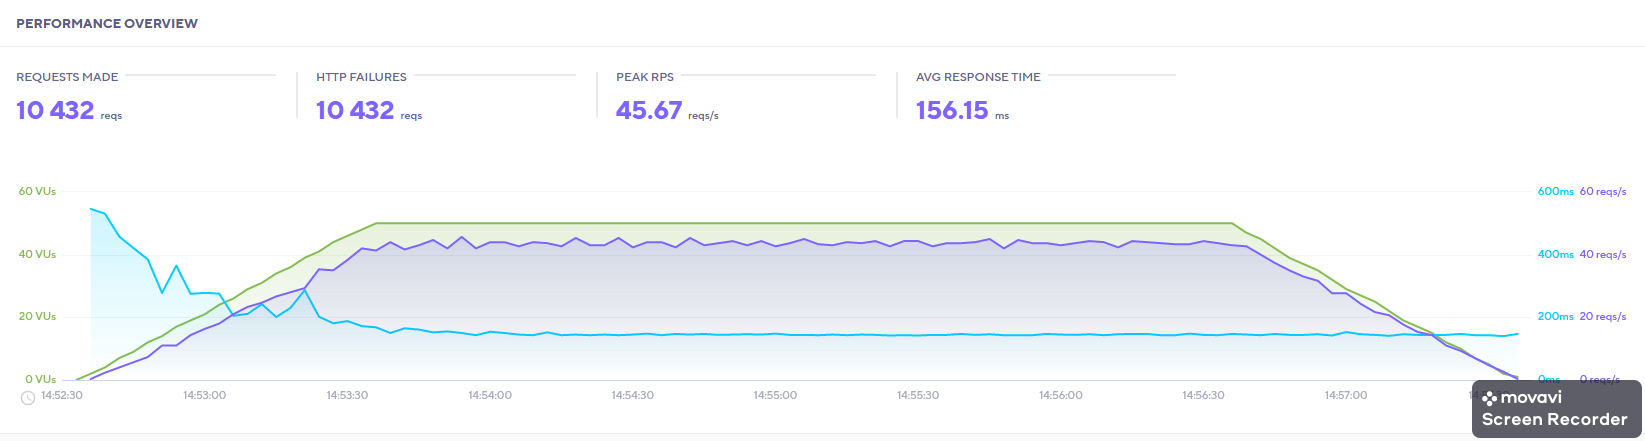 PERFORMANCE OVERVIEW
REQUESTS MADE
10 432 reqs
HTTP FAILURES
10 432 reqs
PEAK RPS
45.67 reqs/s
AVG RESPONSE TIME
156.15 ms
60 VUs
600ms 60 reqs/s
40 VUs
400ms 40 reqs/s
20 VUs
200ms 20 reqs/s
0 VUs
0ms 0 reqs/s
14:52:30 14:53:00 14:53:30 14:54:00 14:54:30 14:55:00 14:55:30 14:56:00 14:56:30 14:57:00
movavi
Screen Recorder